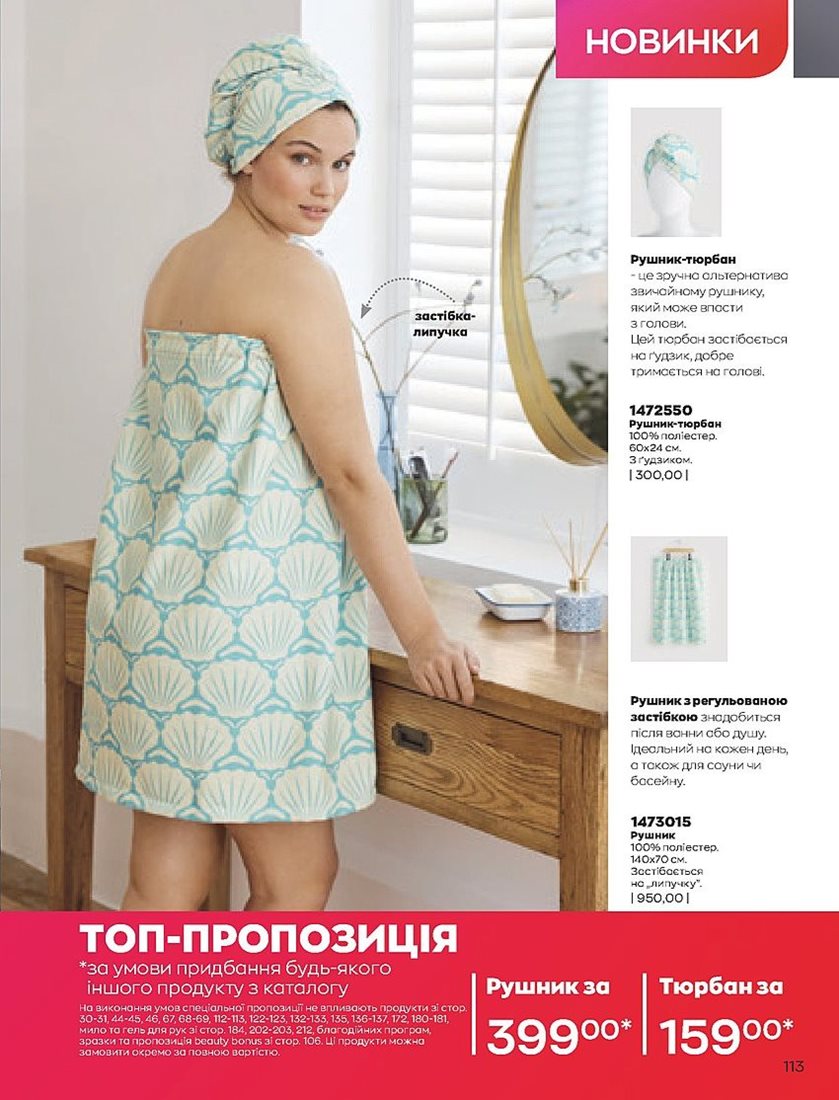 НОВИНКИ
застібка-
липучка
Рушник-тюрбан
- це зручна альтернатива
звичайному рушнику,
який може впасти
з голови.
Цей тюрбан застібається
на ґудзик, добре
тримається на голові.
1472550
Рушник-тюрбан
100% поліестер.
60х24 см.
З ґудзиком.
| 300,00 |
Рушник з регульованою
застібкою знадобиться
після ванни або душу.
Ідеальний на кожен день,
а також для сауни чи
басейну.
1473015
Рушник
100% поліестер.
140х70 см.
Застібається
на „липучку".
| 950,00 |
ТОП-ПРОПОЗИЦІЯ
*за умови придбання будь-якого
іншого продукту з каталогу
На виконання умов спеціальної пропозиції не впливають продукти зі стор.
30-31, 44-45, 46, 67, 68-69, 112-113, 122-123, 132-133, 135, 136-137, 172, 180-181,
мило та гель для рук зі стор. 184, 202-203, 212, благодійних програм,
зразки та пропозиція beauty bonus зі стор. 106. Ці продукти можна
замовити окремо за повною вартістю.
Рушник за
39900*
Тюрбан за
15900*
113